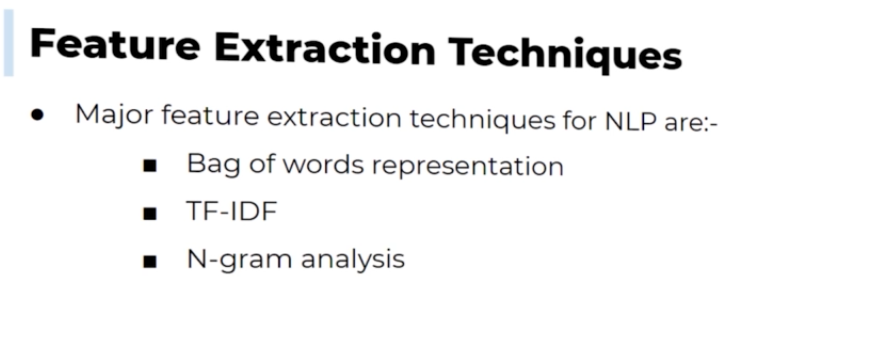 Feature Extraction Techniques
● Major feature extraction techniques for NLP are:-
■ Bag of words representation
■ TF-IDF
■ N-gram analysis